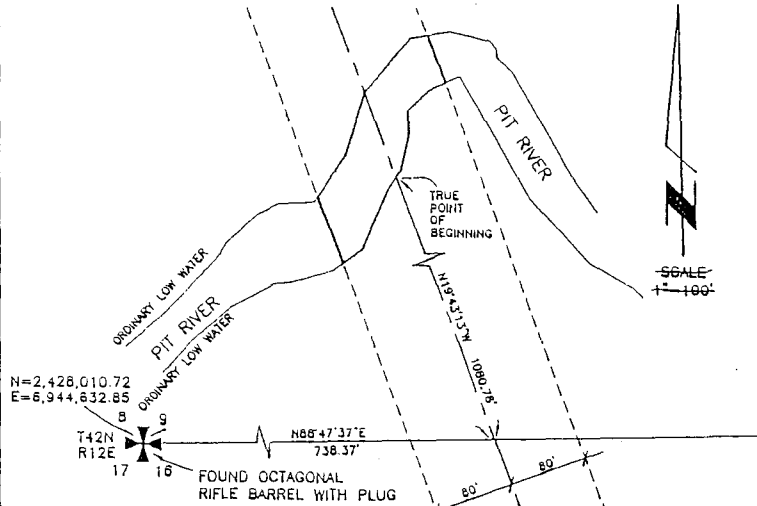 PIT RIVER
TRUE
POINT
OF
BEGINNING
SCALE
1"=100'
N
ORDINARY LOW WATER
PIT RIVER
ORDINARY LOW WATER
N19°43'13"W
1080.78'
N=2,428,010.72
E=6,944,632.85
8 9
T42N
R12E
17 16
N88°47'37"E
738.37'
FOUND OCTAGONAL
RIFLE BARREL WITH PLUG
80' 80'